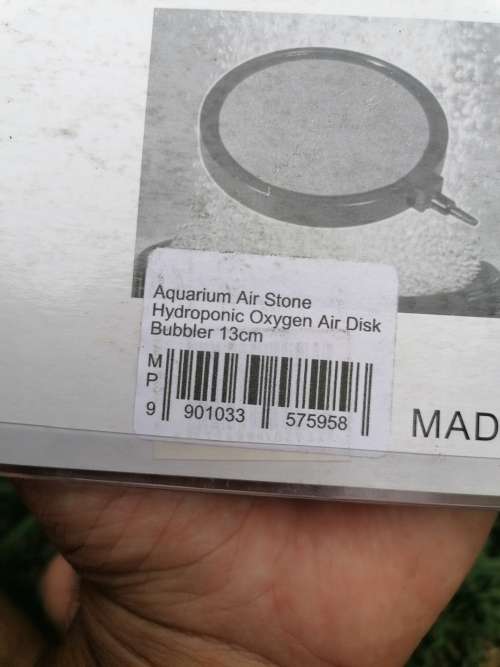 Aquarium Air Stone
Hydroponic Oxygen Air Disk
Bubbler 13cm
M
P
9 901033 575958
MAD